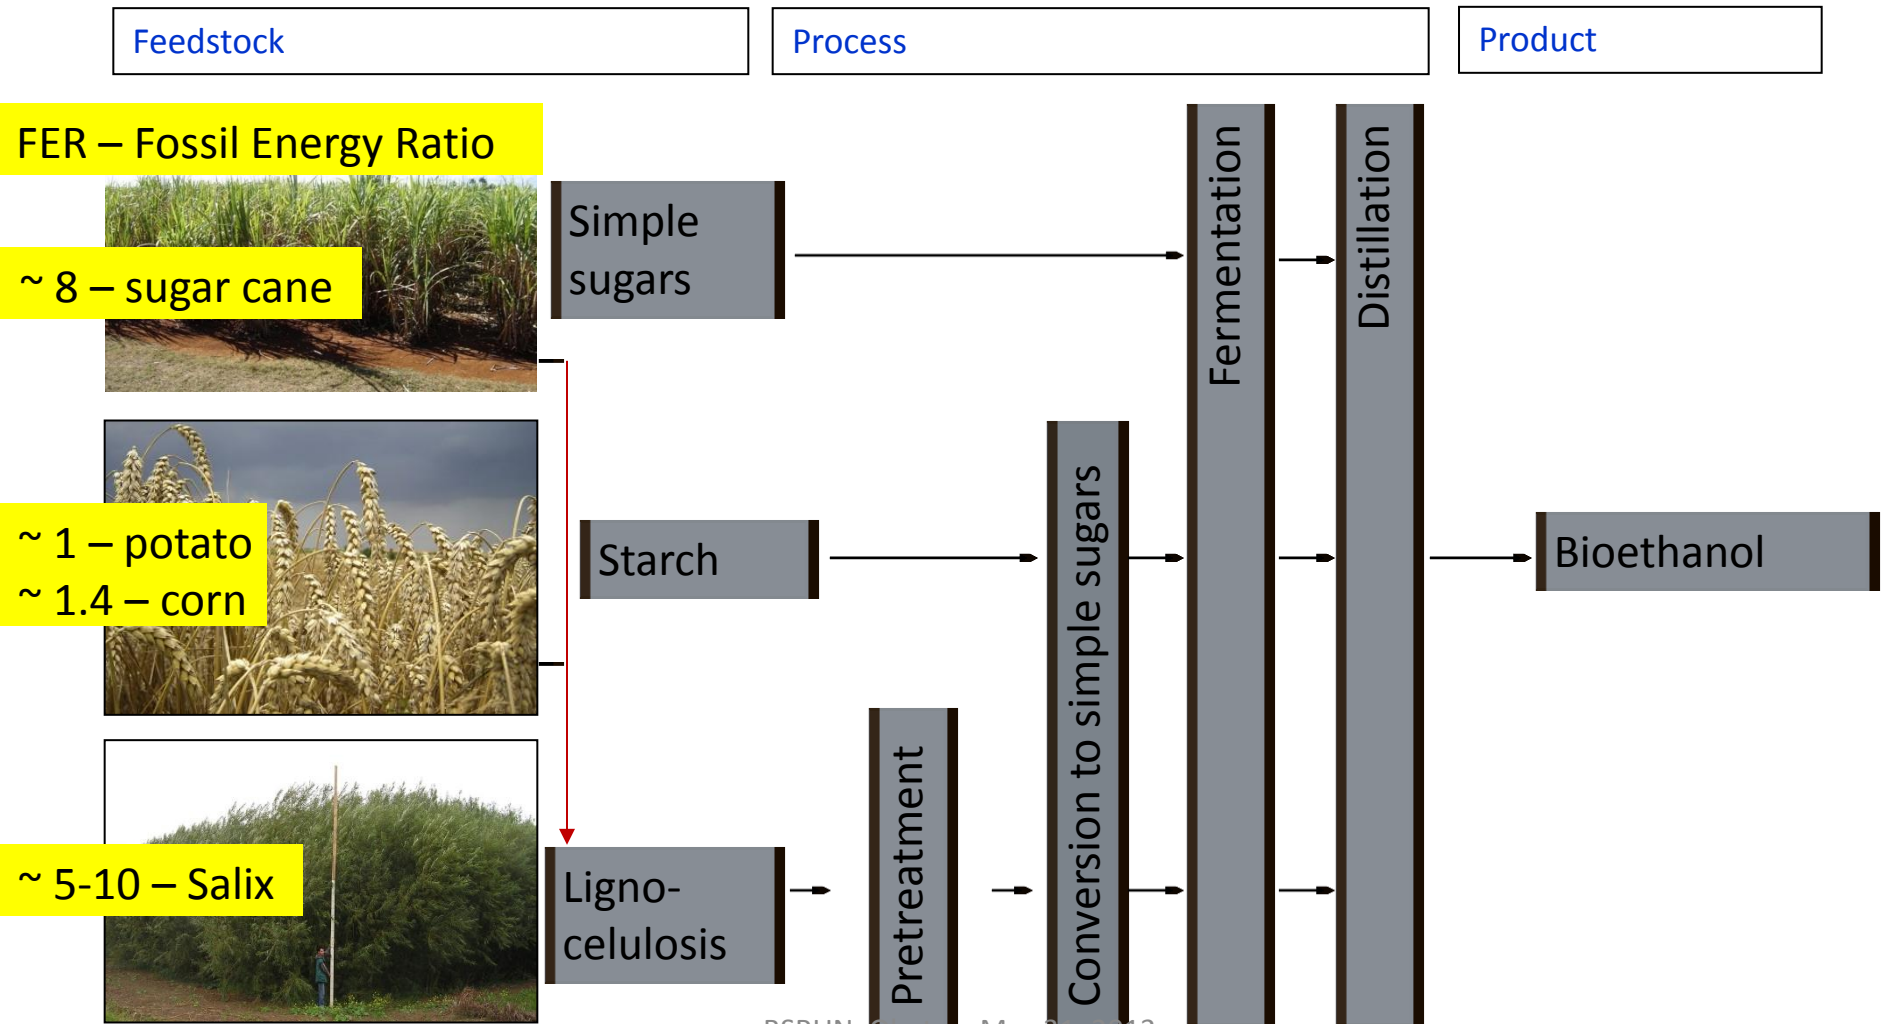 Feedstock
Process
Product
FER – Fossil Energy Ratio
~ 8 – sugar cane
Simple
sugars
Fermentation
Distillation
~ 1 – potato
~ 1.4 – corn
Starch
Conversion to simple sugars
Bioethanol
~ 5-10 – Salix
Ligno-
celulosis
Pretreatment